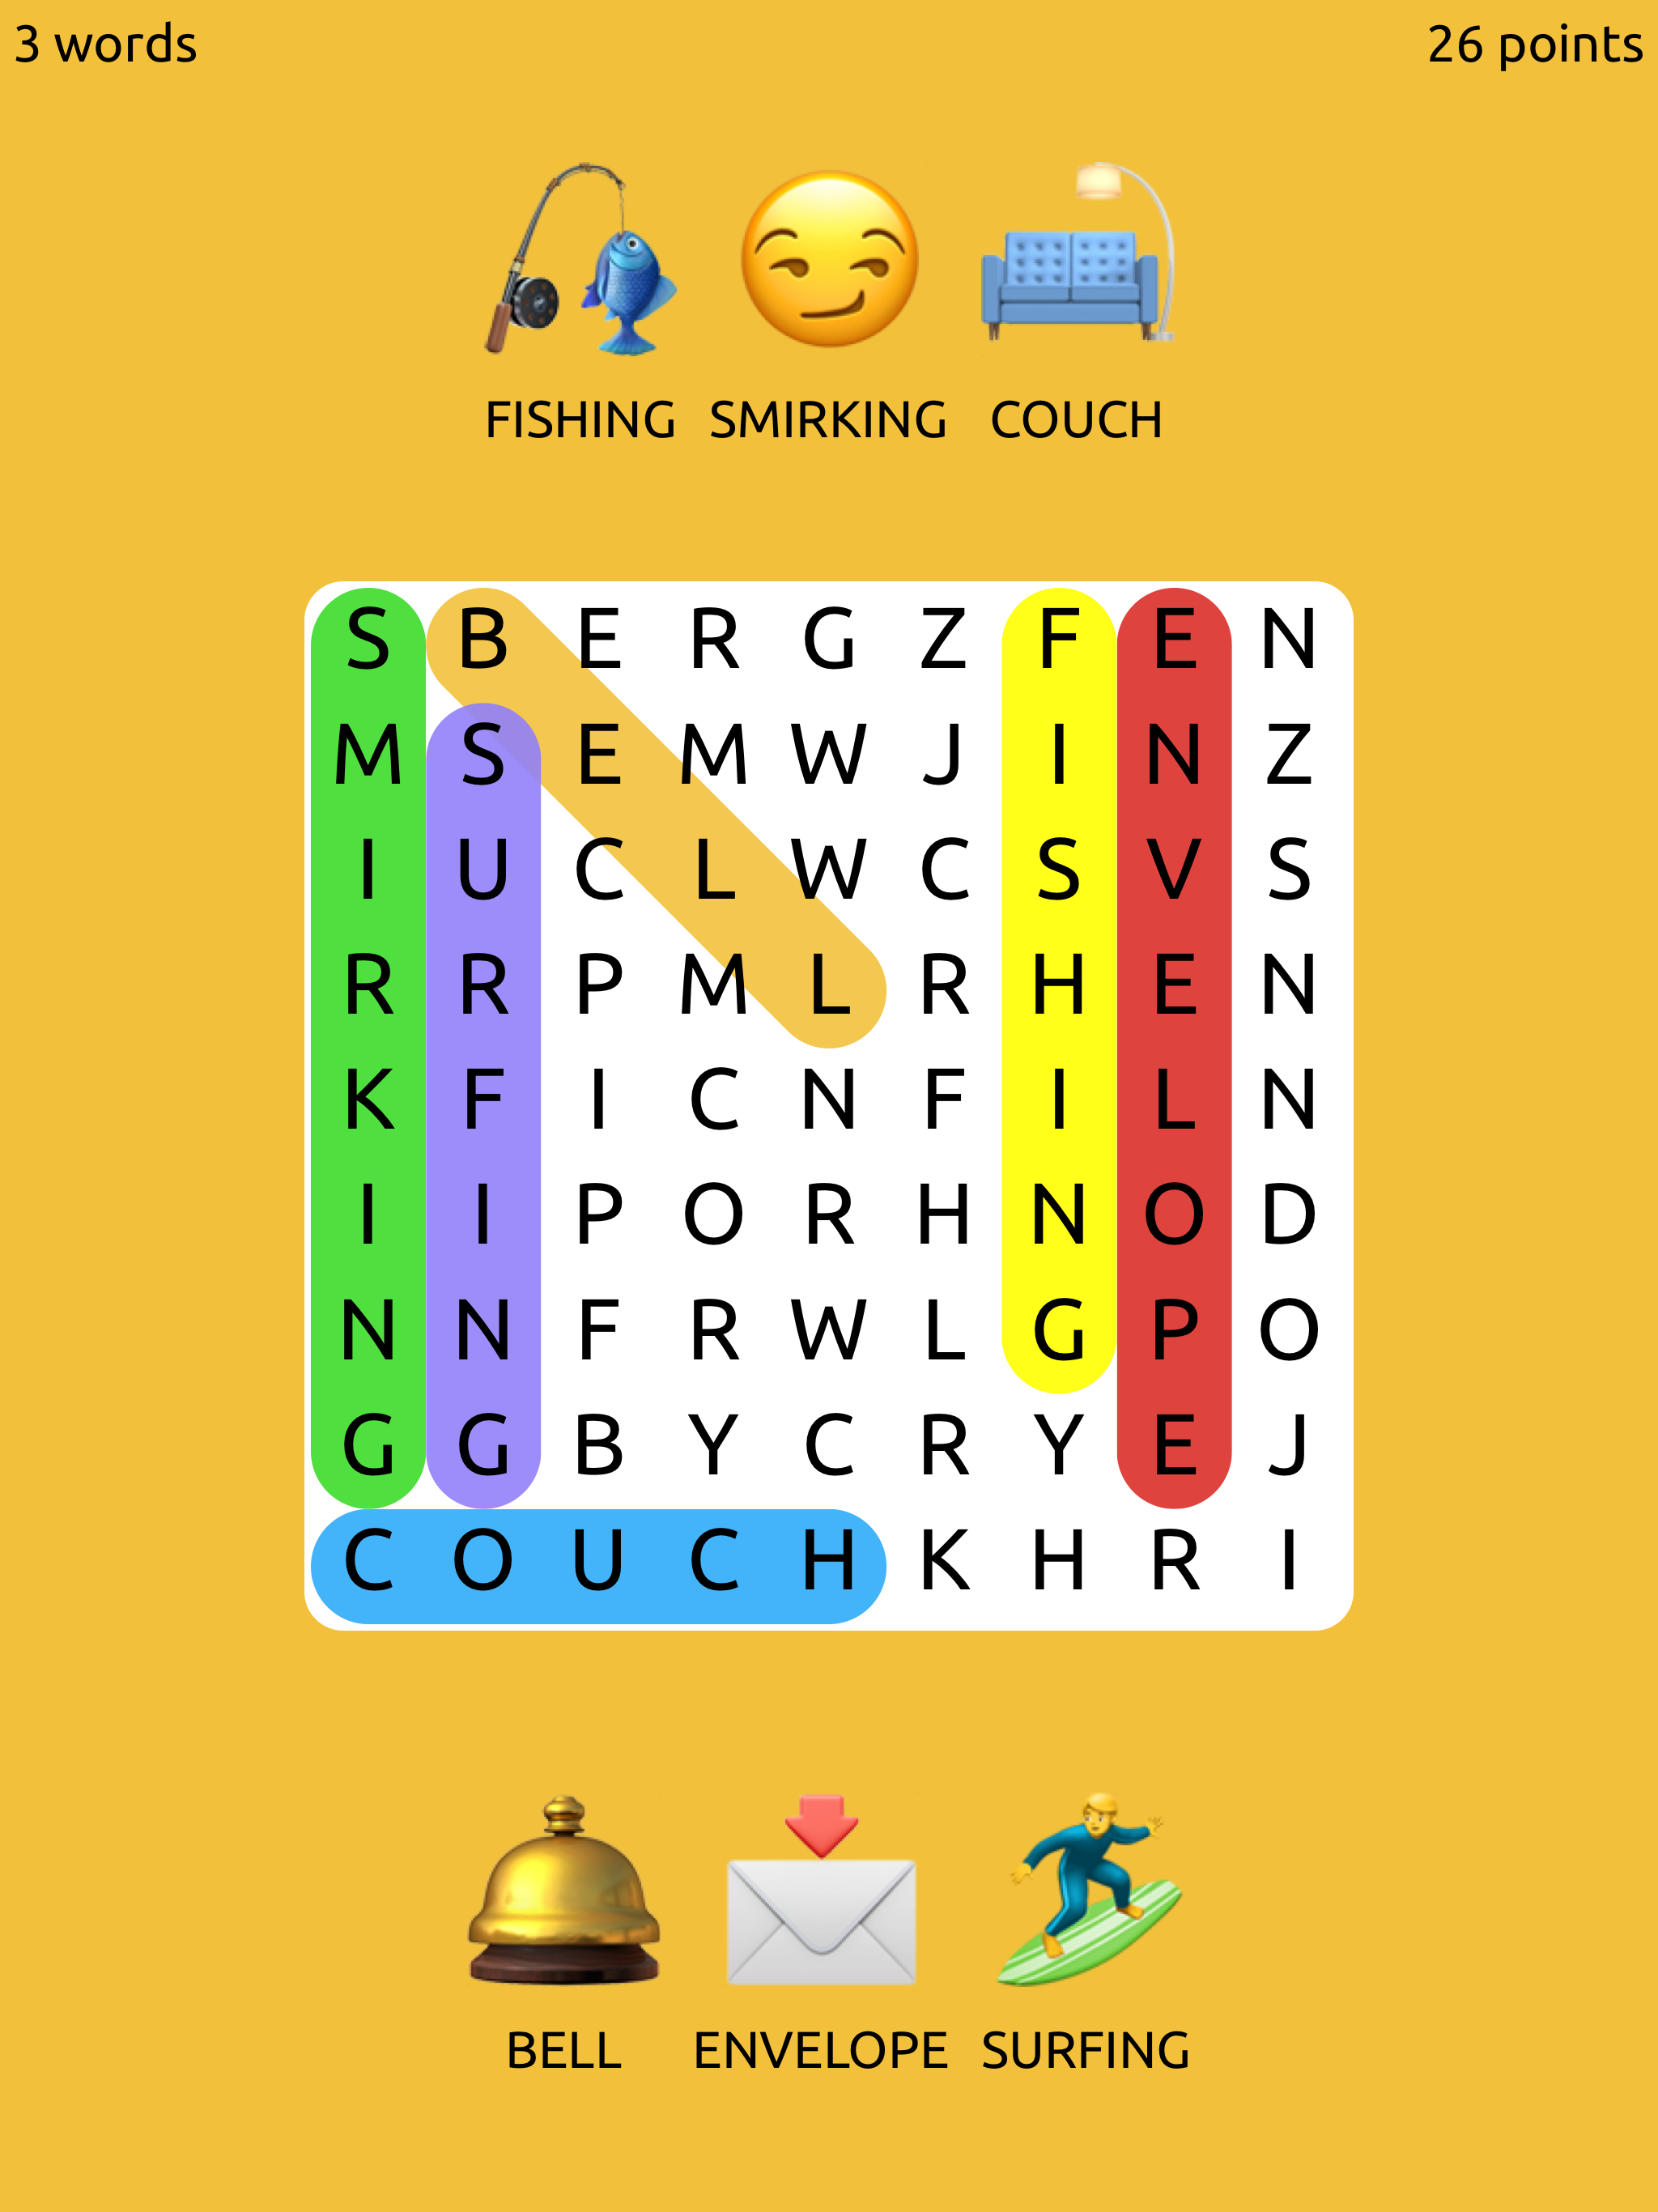 3 words 26 points
FISHING SMIRKING COUCH
S B E R G Z F E N
M S E M W J I N Z
I U C L W C S V S
R R P M L R H E N
K F I C N F I L N
I I P O R H N O D
N N F R W L G P O
G G B Y C R Y E J
C O U C H K H R I
BELL ENVELOPE SURFING